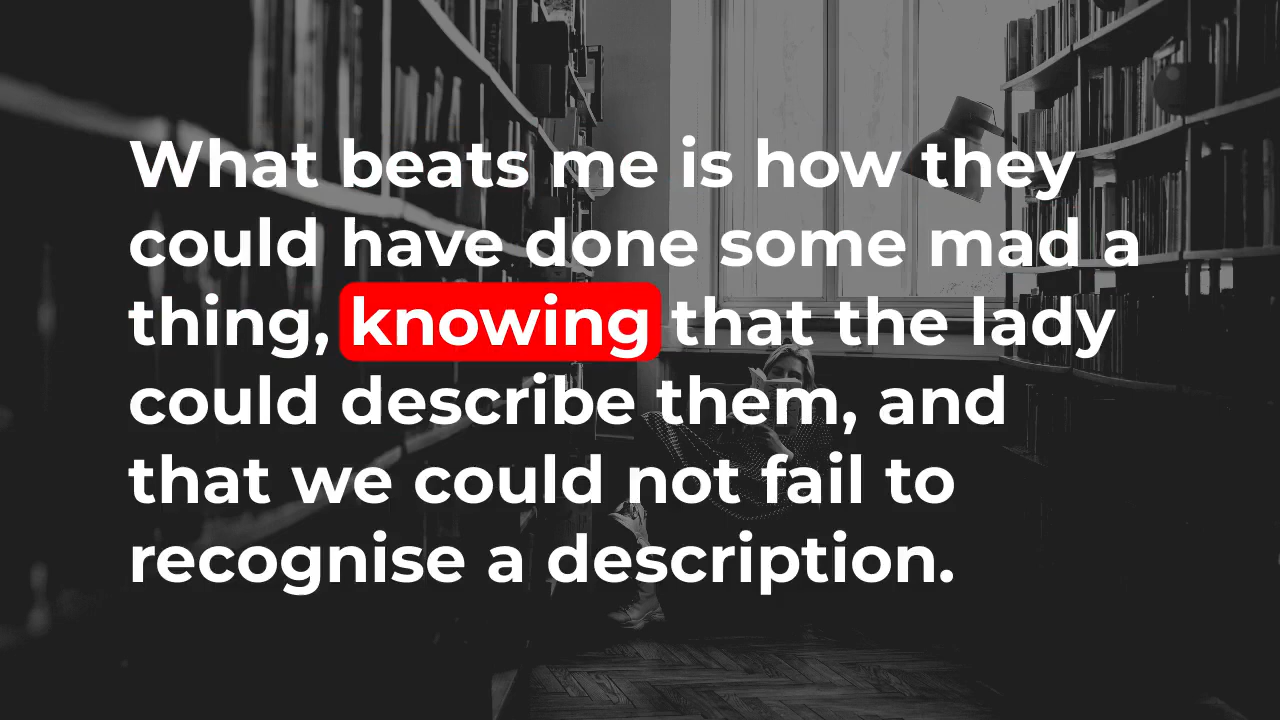 What beats me is how they
could have done some mad a
thing, knowing that the lady
could describe them, and
that we could not fail to
recognise a description.